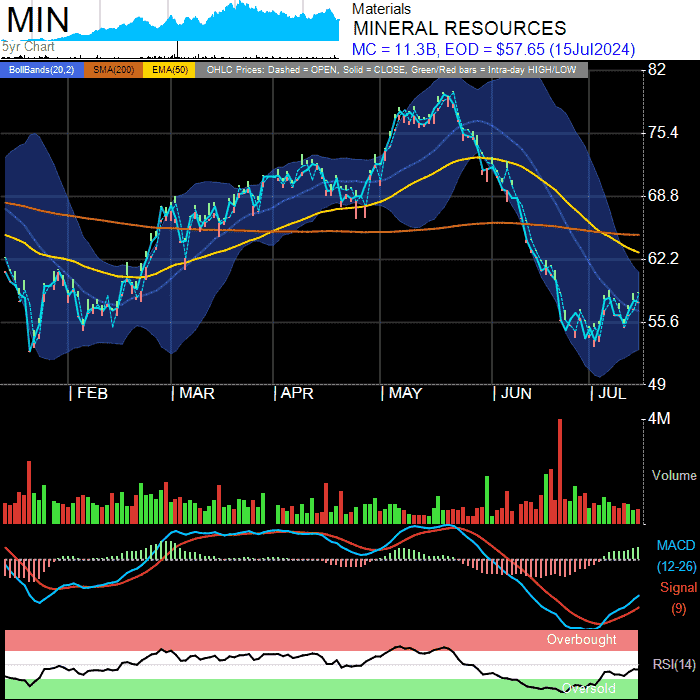 MIN
5yr Chart
Materials
MINERAL RESOURCES
MC = 11.3B, EOD = $57.65 (15Jul2024)
BollBands(20,2) SMA(200) EMA(50) OHLC Prices: Dashed = OPEN, Solid = CLOSE, Green/Red bars = Intra-day HIGH/LOW
82
75.4
68.8
62.2
55.6
49
| FEB | MAR | APR | MAY | JUN | JUL
4M
Volume
MACD
(12-26)
Signal
(9)
Overbought
RSI(14)
Oversold